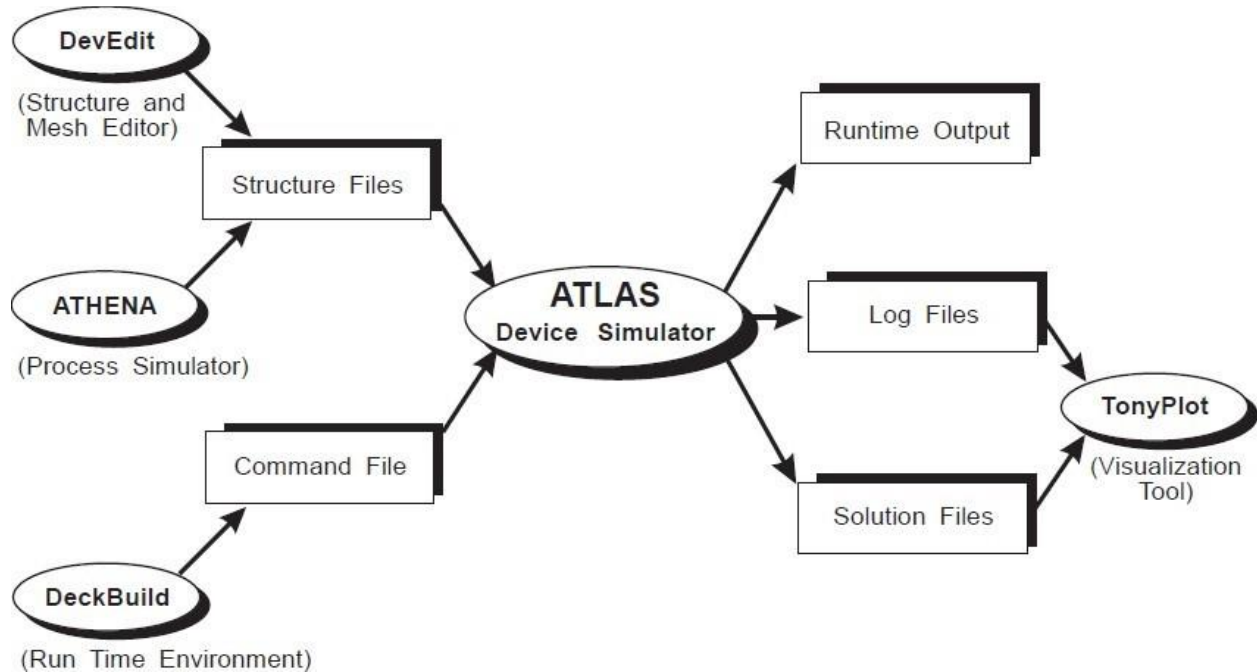 DevEdit
(Structure and
Mesh Editor)
Structure Files
ATHENA
(Process Simulator)
Command File
DeckBuild
(Run Time Environment)
ATLAS
Device Simulator
Runtime Output
Log Files
Solution Files
TonyPlot
(Visualization
Tool)